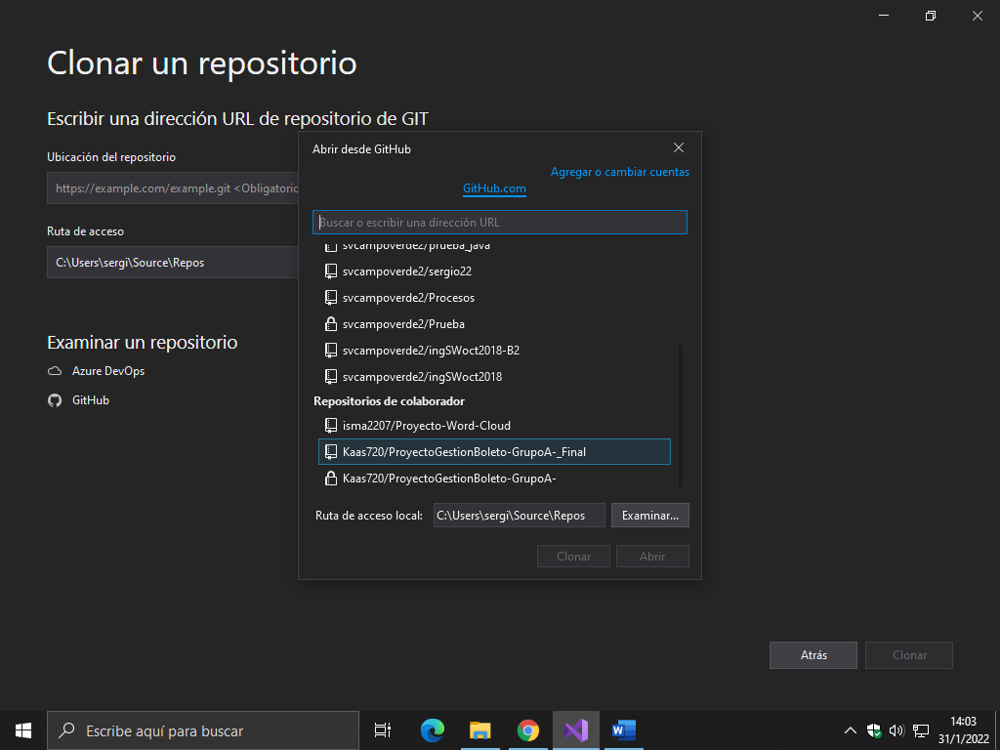 Clonar un repositorio
Escribir una dirección URL de repositorio de GIT
Ubicación del repositorio
https://example.com/example.git <Obligatorio
Ruta de acceso
C:\Users\sergi\Source\Repos
Examinar un repositorio
Azure DevOps
GitHub
Abrir desde GitHub
Agregar o cambiar cuentas
GitHub.com
Buscar o escribir una dirección URL
svcampoverde2/prueba_java
svcampoverde2/sergio22
svcampoverde2/Procesos
svcampoverde2/Prueba
svcampoverde2/ingSWoct2018-B2
svcampoverde2/ingSWoct2018
Repositorios de colaborador
isma2207/Proyecto-Word-Cloud
Kaas720/ProyectoGestionBoleto-GrupoA-_Final
Kaas720/ProyectoGestionBoleto-GrupoA-
Ruta de acceso local: C:\Users\sergi\Source\Repos Examinar...
Clonar Abrir
Atrás Clonar
Escribe aquí para buscar
14:03
31/1/2022